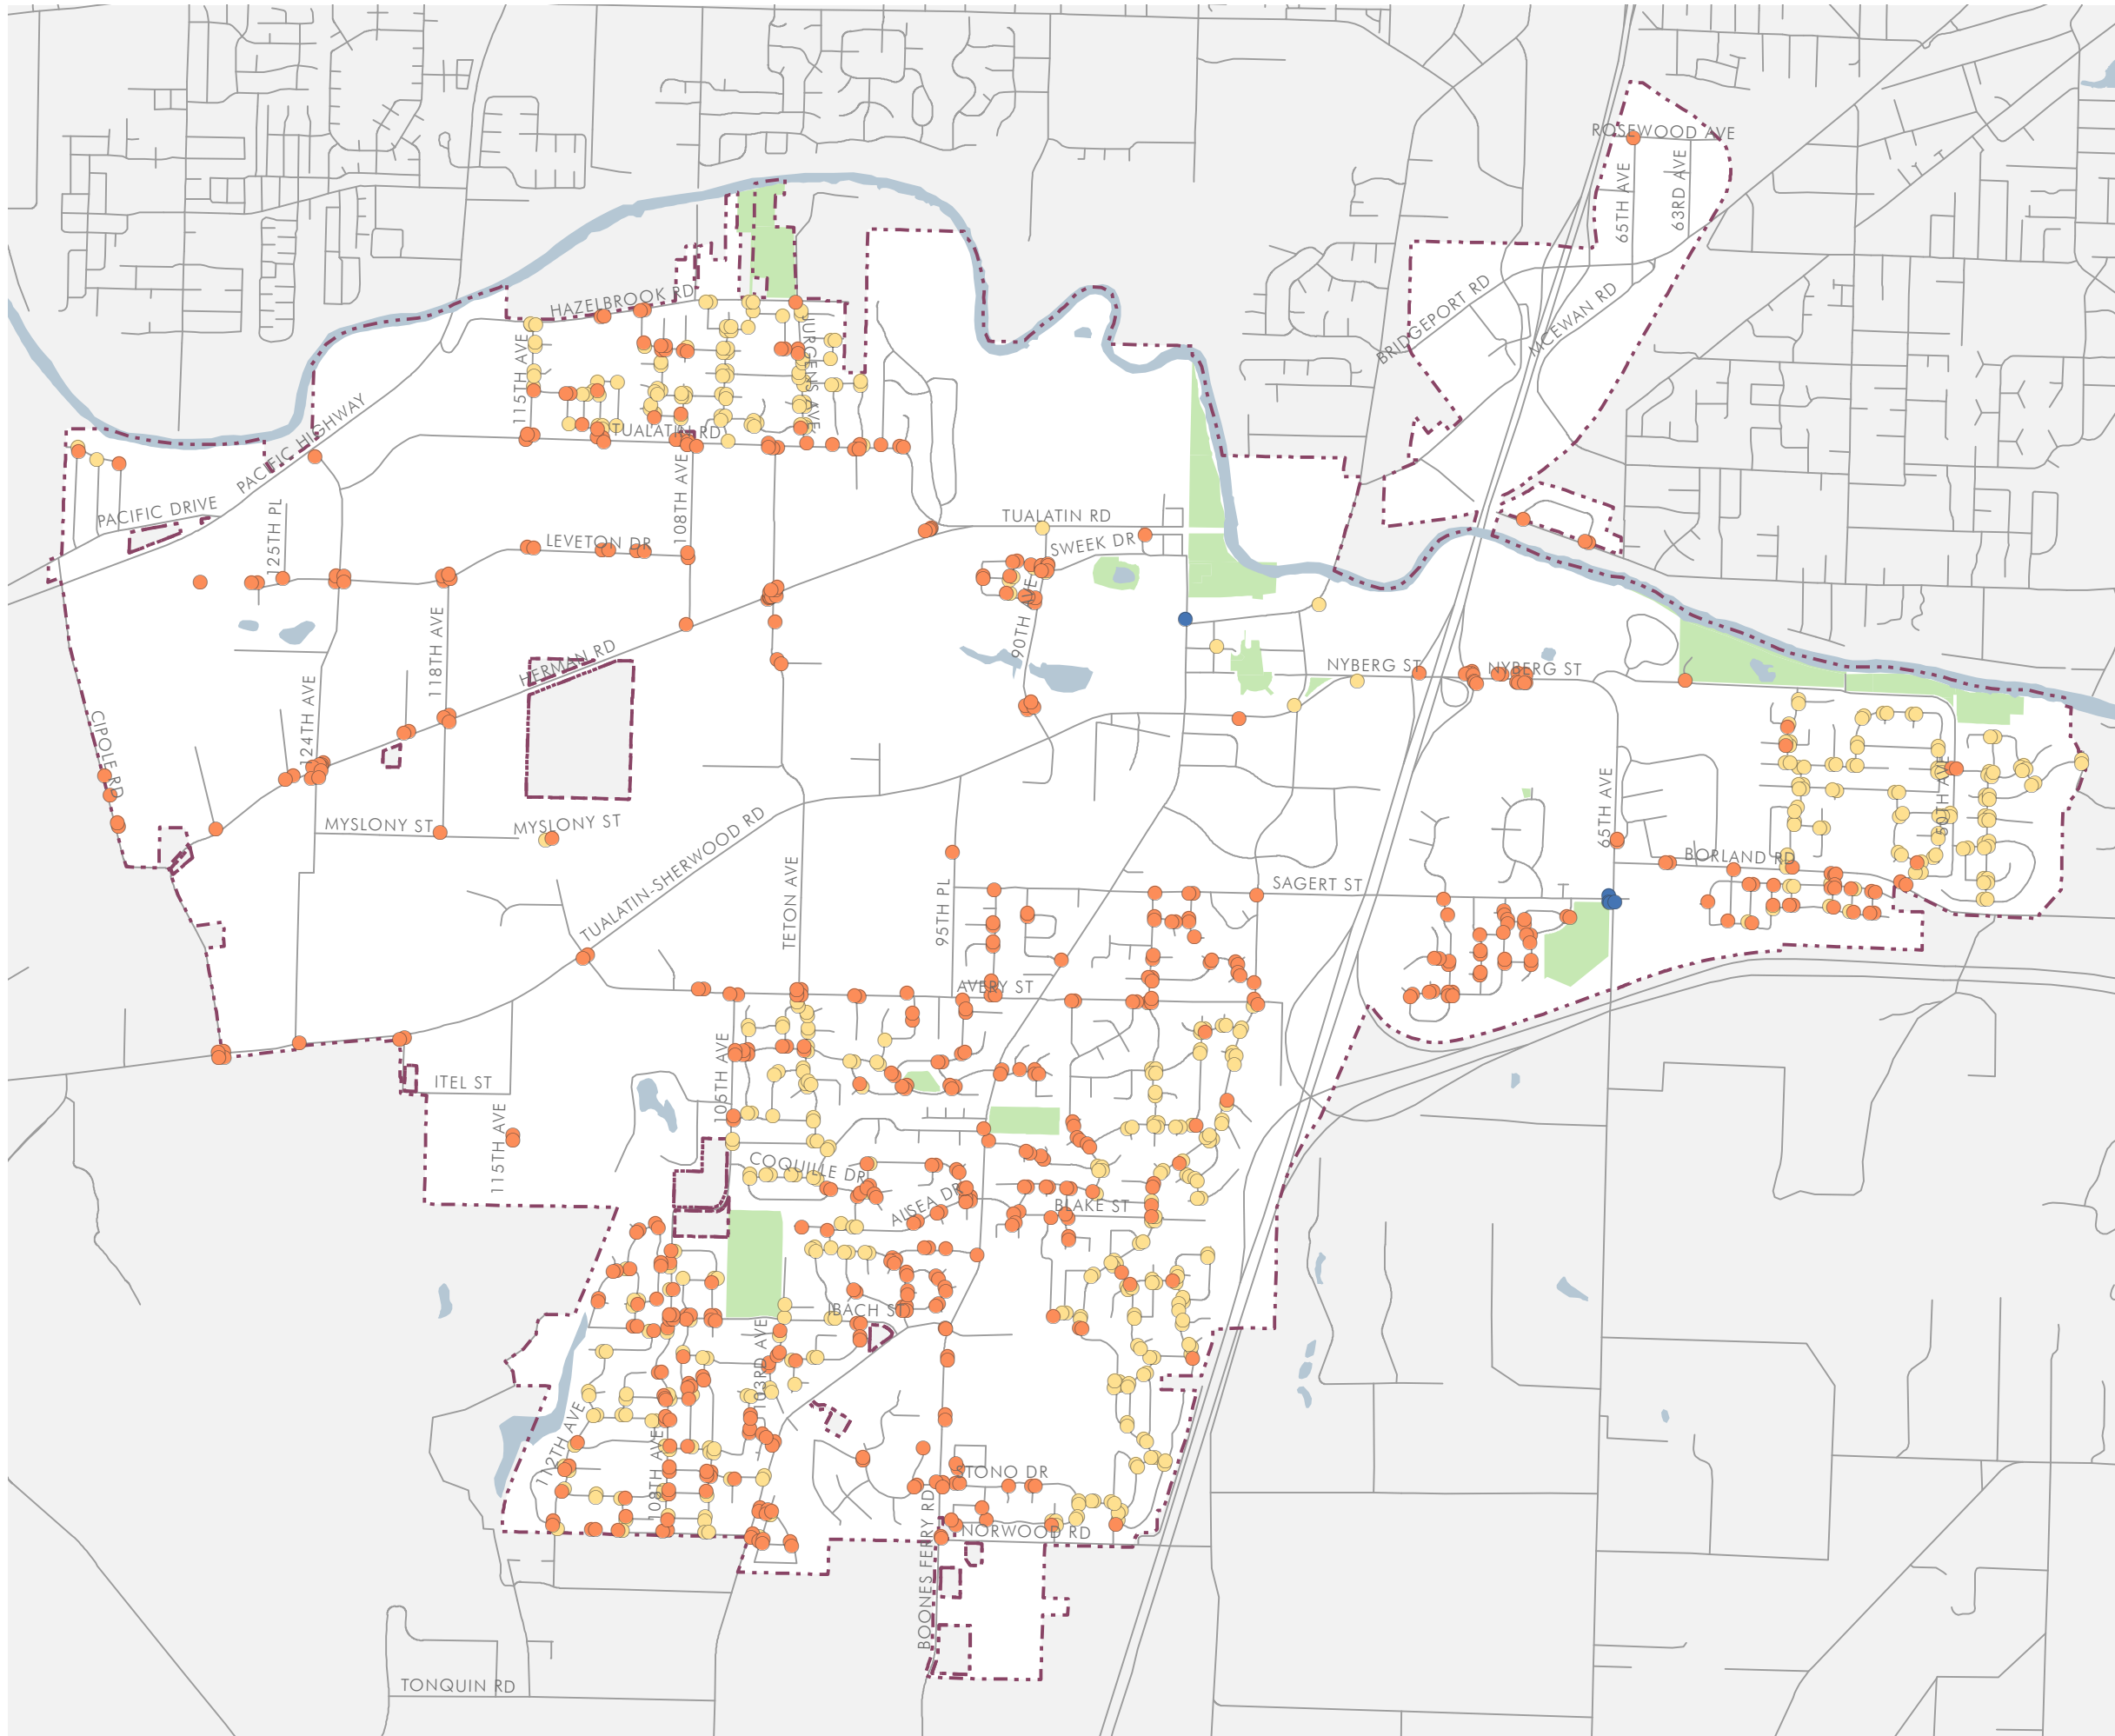 ROSEWOOD AVE
65TH AVE
63RD AVE
HAZELBROOK RD
BRIDGEPORT RD
MCEWAN RD
115TH AVE
JURGENS AVE
PACIFIC HIGHWAY
TUALATIN RD
108TH AVE
PACIFIC DRIVE
125TH PL
LEVETON DR
TUALATIN RD
SWEEK DR
90TH AVE
118TH AVE
HERMAN RD
NYBERG ST
NYBERG ST
124TH AVE
CIPOLE RD
50TH AVE
65TH AVE
MYSLONY ST
MYSLONY ST
TUALATIN-SHERWOOD RD
BORLAND RD
TETON AVE
95TH PL
SAGERT ST
AVERY ST
105TH AVE
ITEL ST
115TH AVE
COQUILLE DR
ALSEA DR
BLAKE ST
IBACH ST
103RD AVE
112TH AVE
108TH AVE
STONO DR
BOONES FERRY RD
NORWOOD RD
TONQUIN RD